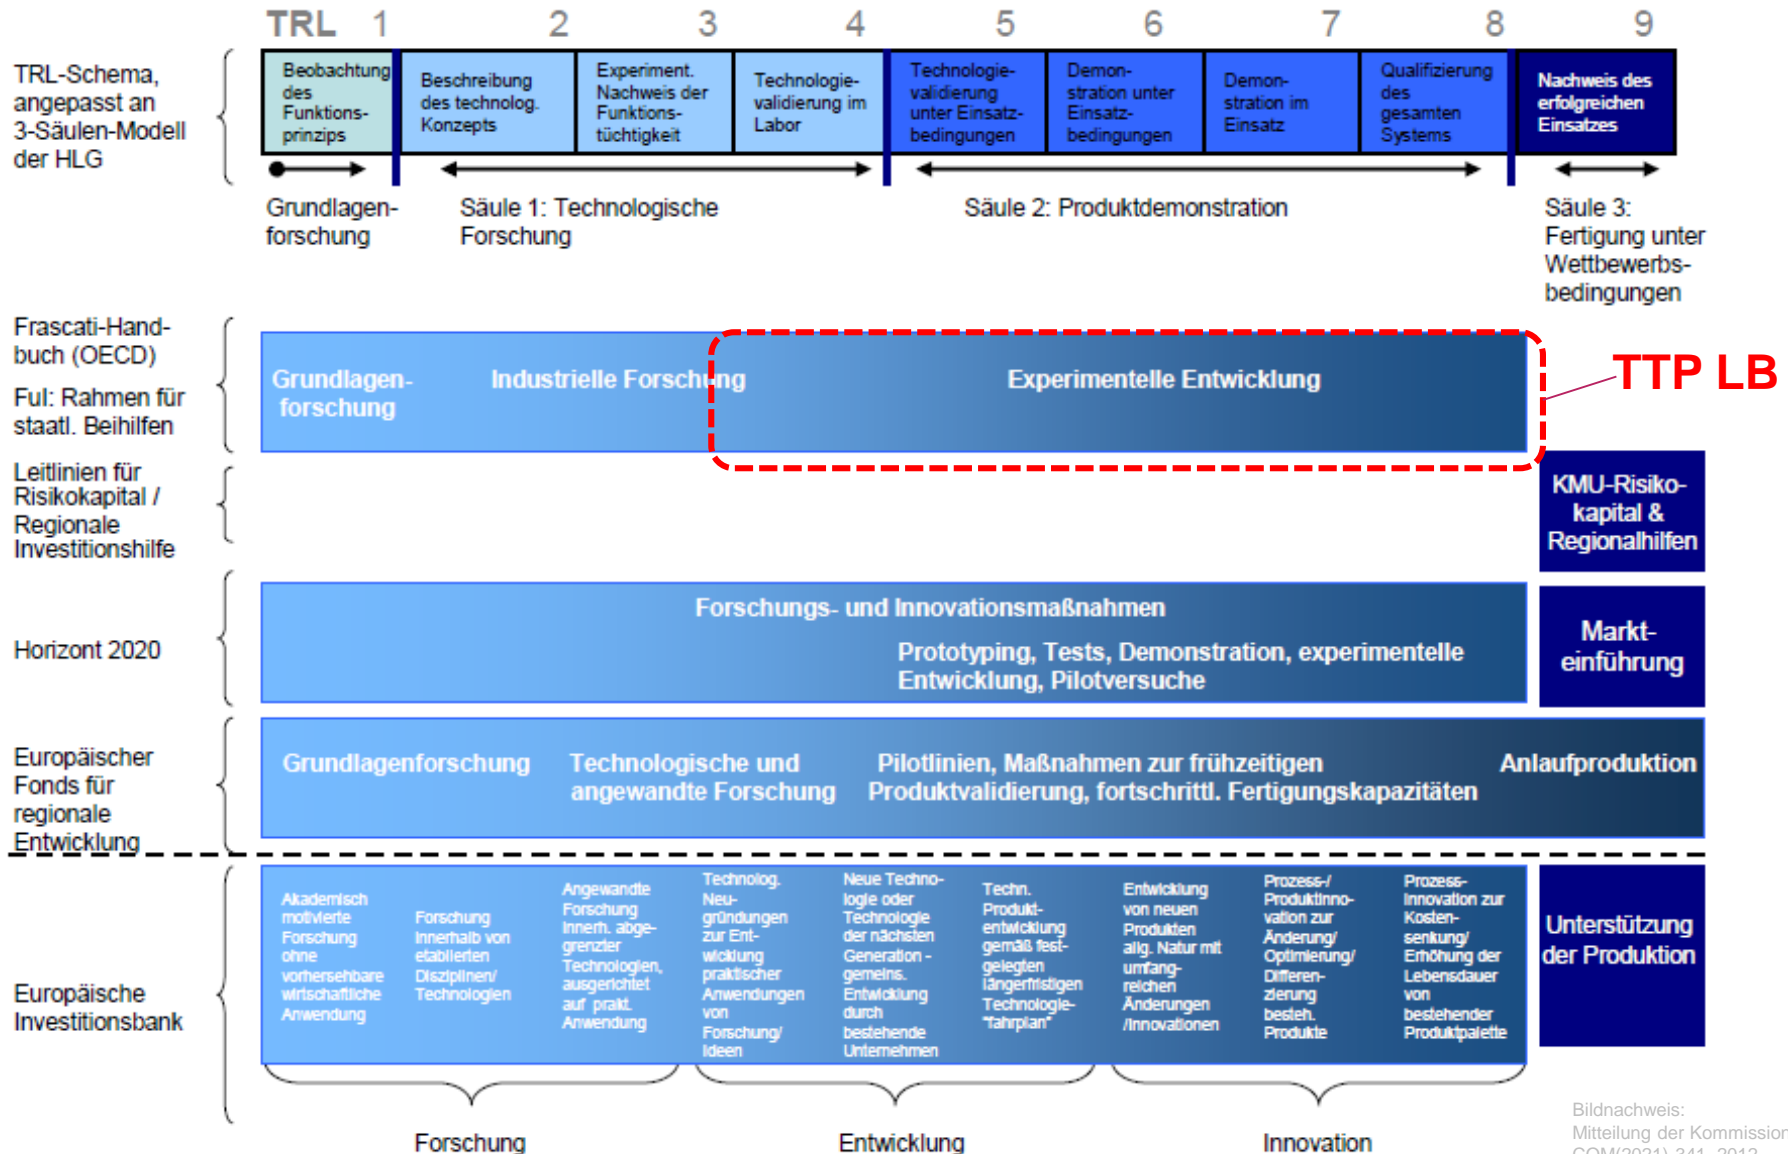 TRL 1 2 3 4 5 6 7 8 9
TRL-Schema,
angepasst an
3-Säulen-Modell
der HLG
Beobachtung
des
Funktions-
prinzips
Beschreibung
des technolog.
Konzepts
Experiment.
Nachweis der
Funktions-
tüchtigkeit
Technologie-
validierung im
Labor
Technologie-
validierung
unter Einsatz-
bedingungen
Demon-
stration unter
Einsatz-
bedingungen
Demon-
stration im
Einsatz
Qualifizierung
des
gesamten
Systems
Nachweis des
erfolgreichen
Einsatzes
Grundlagen-
forschung
Säule 1: Technologische
Forschung
Säule 2: Produktdemonstration
Säule 3:
Fertigung unter
Wettbewerbs-
bedingungen
Frascati-Hand-
buch (OECD)
FuI: Rahmen für
staatl. Beihilfen
Grundlagen-
forschung
Industrielle Forschung
Experimentelle Entwicklung
TTP LB
Leitlinien für
Risikokapital /
Regionale
Investitionshilfe
KMU-Risiko-
kapital &
Regionalhilfen
Horizont 2020
Forschungs- und Innovationsmaßnahmen
Prototyping, Tests, Demonstration, experimentelle
Entwicklung, Pilotversuche
Markt-
einführung
Europäischer
Fonds für
regionale
Entwicklung
Grundlagenforschung
Technologische und
angewandte Forschung
Pilotlinien, Maßnahmen zur frühzeitigen
Produktvalidierung, fortschrittl. Fertigungskapazitäten
Anlaufproduktion
Europäische
Investitionsbank
Akademisch
motivierte
Forschung
ohne
vorhersehbare
wirtschaftliche
Anwendung
Forschung
innerhalb von
etablierten
Disziplinen/
Technologien
Angewandte
Forschung
innerh. abge-
grenzter
Technologien,
ausgerichtet
auf prakt.
Anwendung
Technolog.
Neu-
gründungen
zur Ent-
wicklung
praktischer
Anwendungen
von
Forschung/
Ideen
Neue Techno-
logie oder
Technologie
der nächsten
Generation -
gemeins.
Entwicklung
durch
bestehende
Unternehmen
Techn.
Produkt-
entwicklung
gemäß fest-
gelegten
längerfristigen
Technologie-
"fahrplan"
Entwicklung
von neuen
Produkten
allg. Natur mit
umfang-
reichen
Änderungen
/Innovationen
Prozess-/
Produktinno-
vation zur
Änderung/
Optimierung/
Differen-
zierung
besteh.
Produkte
Prozess-
innovation zur
Kosten-
senkung/
Erhöhung der
Lebensdauer
von
bestehender
Produktpalette
Unterstützung
der Produktion
Forschung
Entwicklung
Innovation
Bildnachweis:
Mitteilung der Kommission
COM(2021) 341, 2012